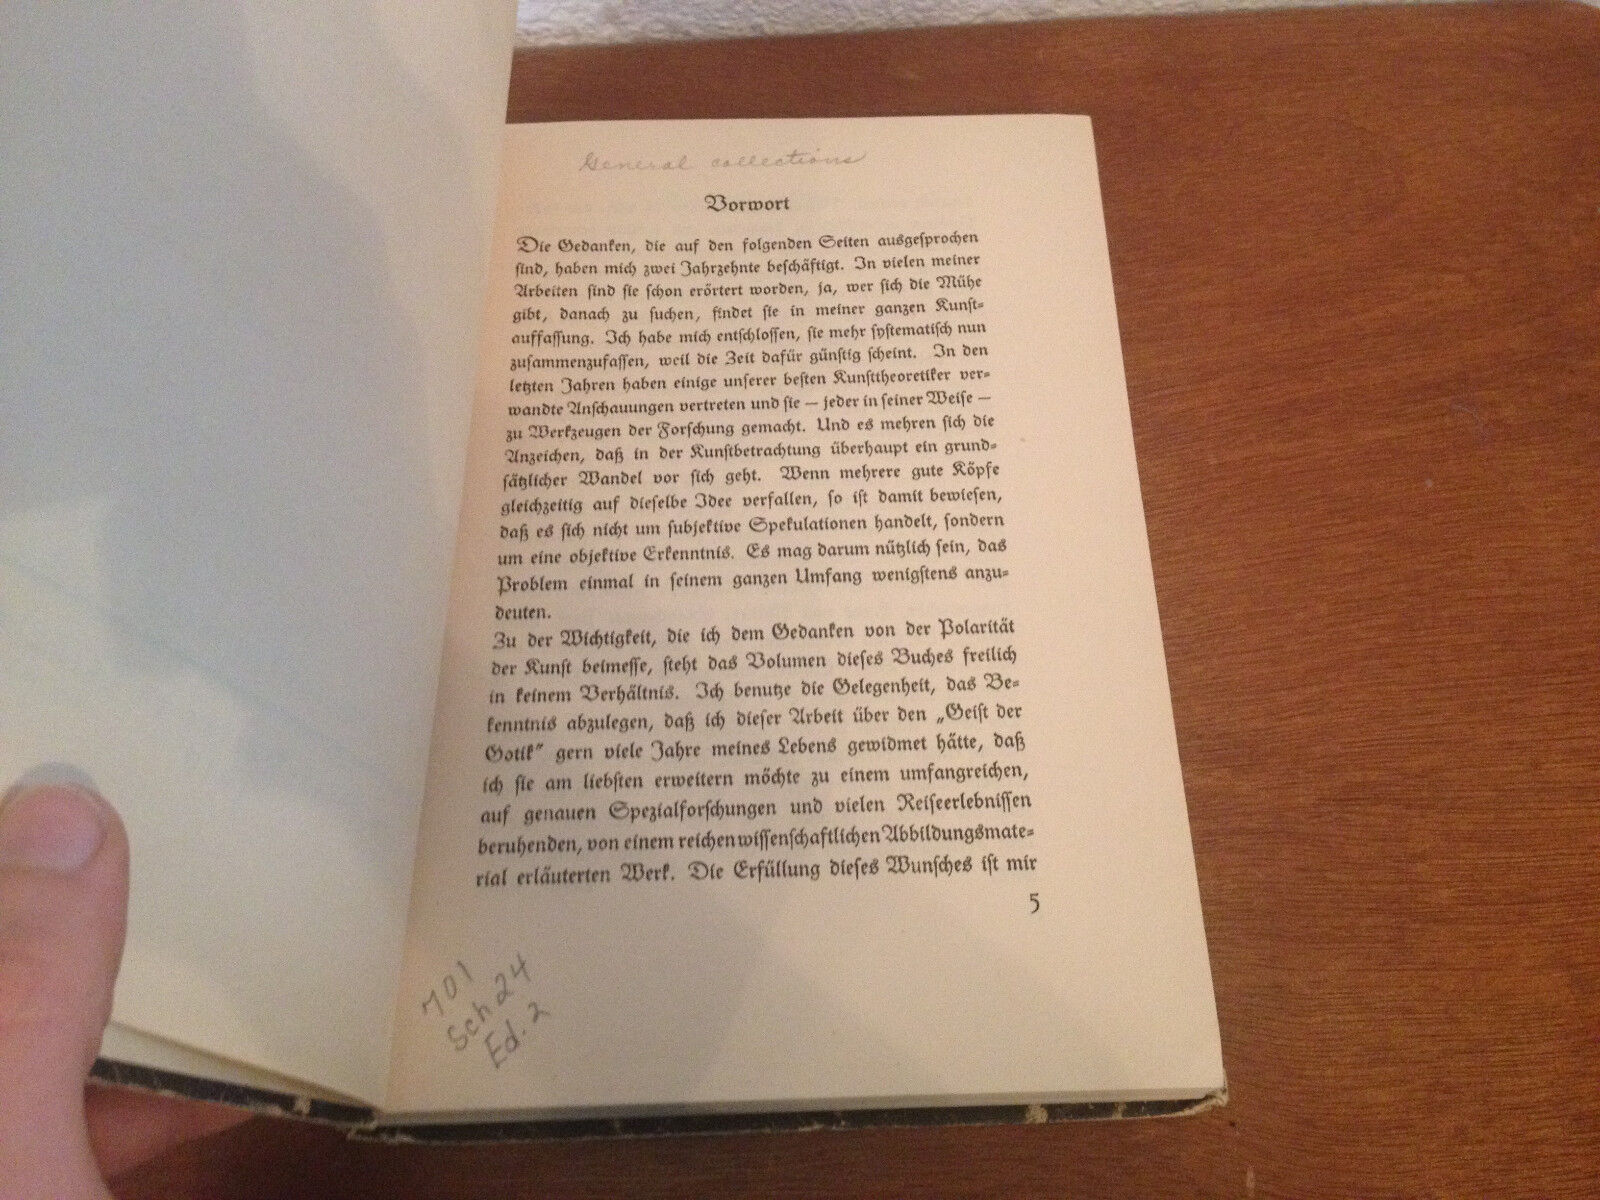 General collections
Vorwort
Die Gedanken, die auf den folgenden Seiten ausgesprochen
sind, haben mich zwei Jahrzehnte beschäftigt. In vielen meiner
Arbeiten sind sie schon erörtert worden, ja, wer sich die Mühe
gibt, danach zu suchen, findet sie in meiner ganzen Kunst-
auffassung. Ich habe mich entschlossen, sie mehr systematisch nun
zusammenzufassen, weil die Zeit dafür günstig scheint. In den
letzten Jahren haben einige unserer besten Kunsttheoretiker ver-
wandte Anschauungen vertreten und sie — jeder in seiner Weise —
zu Werkzeugen der Forschung gemacht. Und es mehren sich die
Anzeichen, daß in der Kunstbetrachtung überhaupt ein grund-
sätzlicher Wandel vor sich geht. Wenn mehrere gute Köpfe
gleichzeitig auf dieselbe Idee verfallen, so ist damit bewiesen,
daß es sich nicht um subjektive Spekulationen handelt, sondern
um eine objektive Erkenntnis. Es mag darum nützlich sein, das
Problem einmal in seinem ganzen Umfang wenigstens anzu-
deuten.
Zu der Wichtigkeit, die ich dem Gedanken von der Polarität
der Kunst beimesse, steht das Volumen dieses Buches freilich
in keinem Verhältnis. Ich benutze die Gelegenheit, das Be-
kenntnis abzulegen, daß ich dieser Arbeit über den „Geist der
Gotik“ gern viele Jahre meines Lebens gewidmet hätte, daß
ich sie am liebsten erweitern möchte zu einem umfangreichen,
auf genauen Spezialforschungen und vielen Reiseerlebnissen
beruhenden, von einem reichen wissenschaftlichen Abbildungsmate-
rial erläuterten Werk. Die Erfüllung dieses Wunsches ist mir
5
701
Sch24
Ed. 2